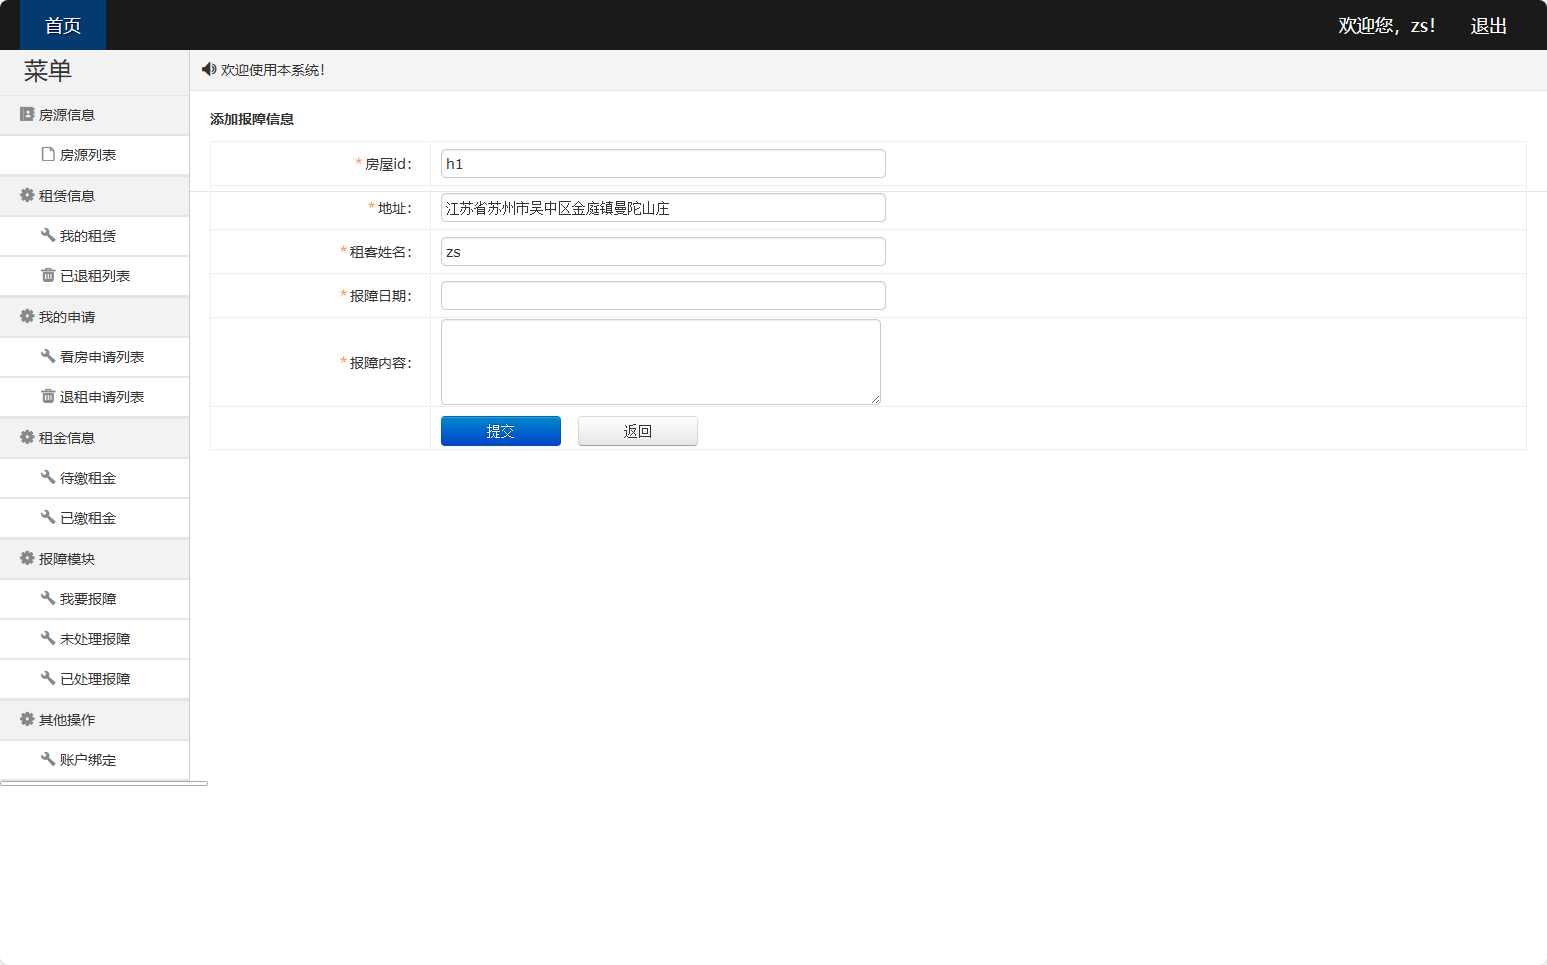 首页
欢迎您，zs！
退出
菜单
欢迎使用本系统！
房源信息
房源列表
租赁信息
我的租赁
已退租列表
我的申请
看房申请列表
退租申请列表
租金信息
待缴租金
已缴租金
报障模块
我要报障
未处理报障
已处理报障
其他操作
账户绑定
添加报障信息
*房屋id： h1
*地址： 江苏省苏州市吴中区金庭镇曼陀山庄
*租客姓名： zs
*报障日期：
*报障内容：
提交 返回